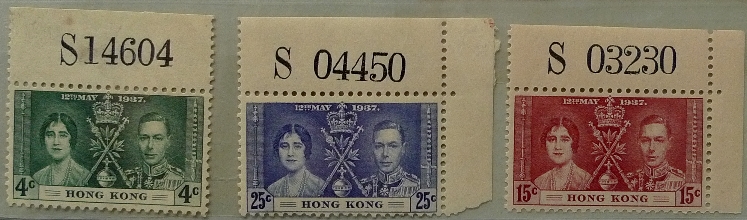 S14604
12TH MAY 1937.
4c 4c
HONG KONG
S 04450
12TH MAY 1937.
25c 25c
HONG KONG
S 03230
12TH MAY 1937.
15c 15c
HONG KONG